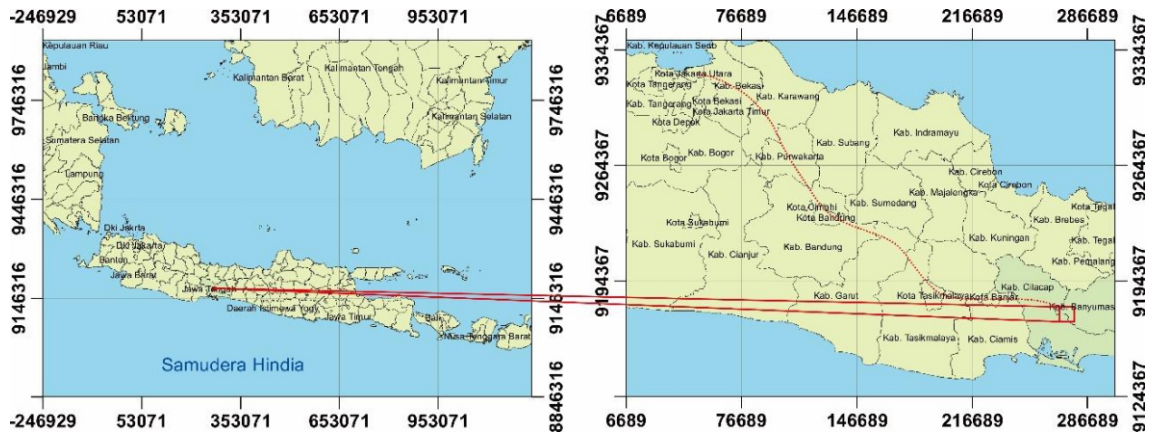 -246929 53071 353071 653071 953071
Kepulauan Riau
Jambi
Kalimantan Barat
Kalimantan Tengah
Kalimantan Timur
Bangka Belitung
Kalimantan Selatan
Sumatera Selatan
Lampung
Dki Jakrta
Dki Jakarta
Banten
Jawa Barat
Jawa Tengah
Daerah Istimewa Yogy
Jawa Timur
Bali
Nusa Tenggara Barat
Samudera Hindia
9746316
9446316
9146316
8846316
-246929 53071 353071 653071 953071
6689 76689 146689 216689 286689
9334367
9264367
9194367
9124367
Kab. Kepulauan Serib
Kota Jakarta Utara
Kota Tangerang
Kab. Bekasi
Kab. Karawang
Kab. Tangerang
Kota Bekasi
Kota Jakarta Timur
Kota Depok
Kab. Indramayu
Kab. Subang
Kota Bogor
Kab. Bogor
Kab. Purwakarta
Kab. Cirebon
Kota Cirebon
Kab. Majalengka
Kab. Sumedang
Kota Cimahi
Kota Bandung
Kota Tegal
Kab. Brebes
Kota Sukabumi
Kab. Sukabumi
Kab. Cianjur
Kab. Bandung
Kab. Kuningan
Kab. Tegal
Kab. Pemalang
Kab. Cilacap
Kab. Garut
Kota Tasikmalaya
Kota Banjar
Kab. Banyumas
Kab. Tasikmalaya
Kab. Ciamis
9334367
9264367
9194367
9124367
6689 76689 146689 216689 286689